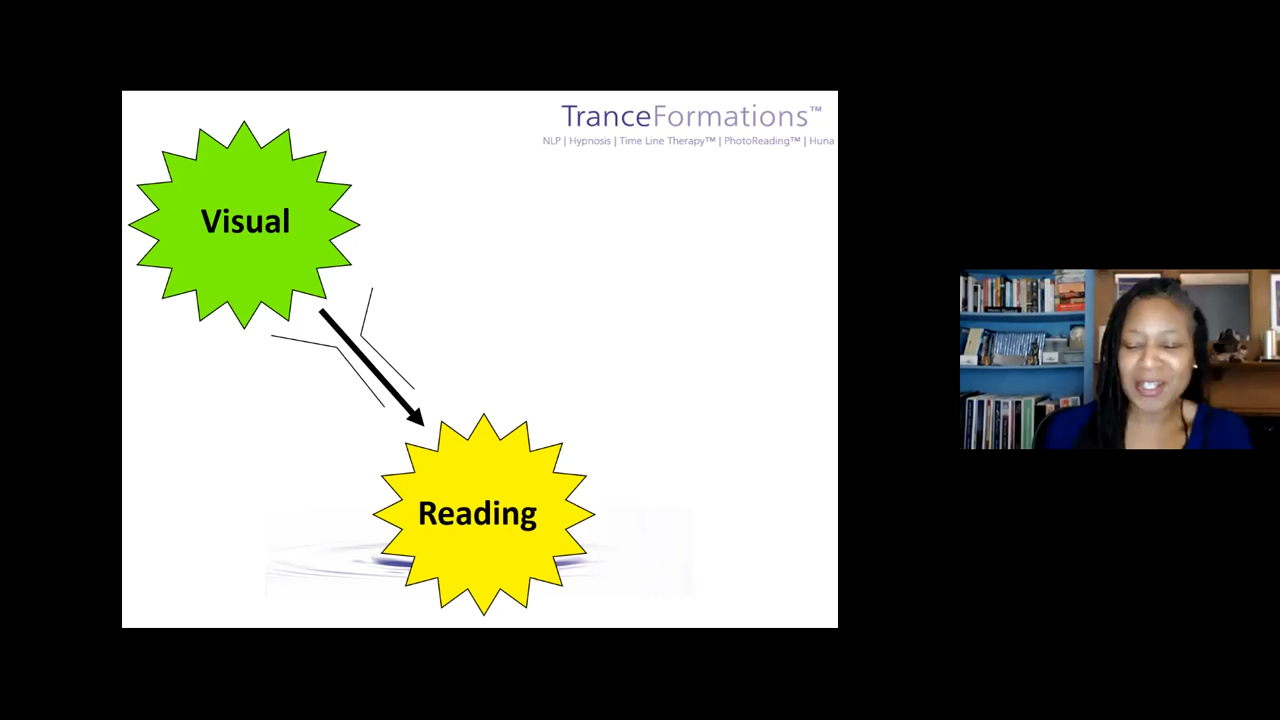 TranceFormations™
NLP | Hypnosis | Time Line Therapy™ | PhotoReading™ | Huna
Visual
Reading